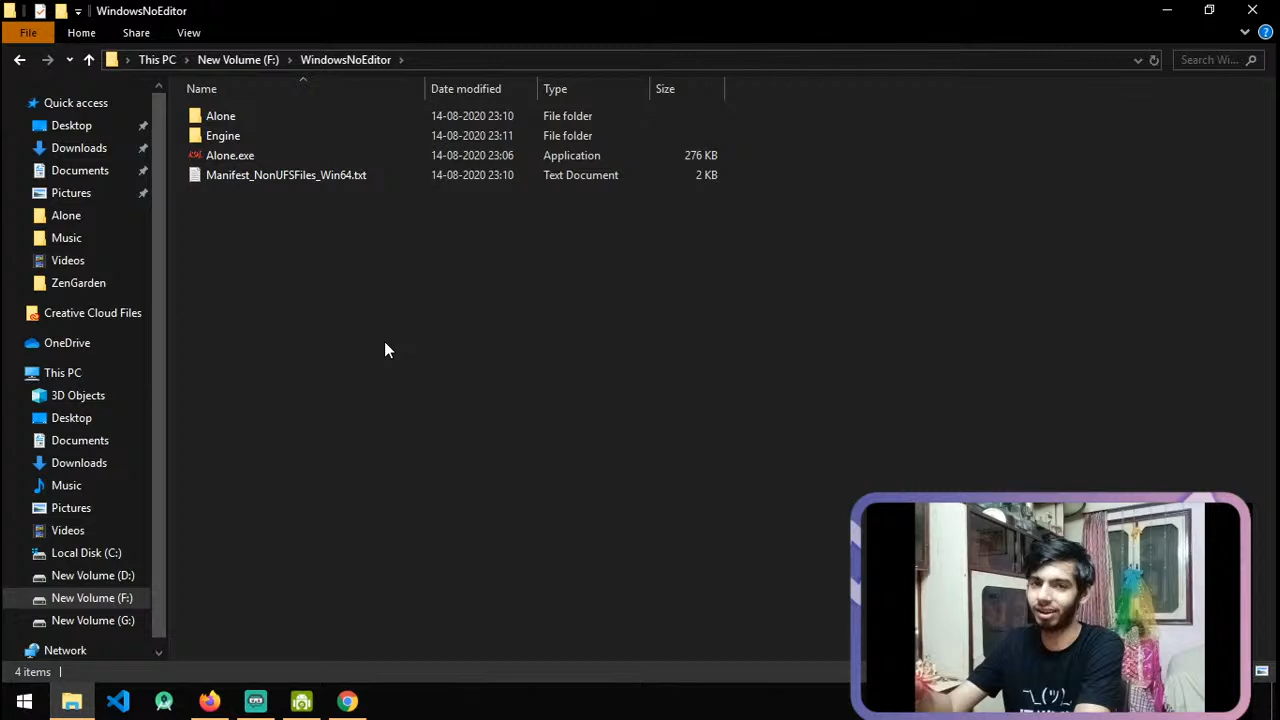 WindowsNoEditor
File
Home
Share
View
This PC
New Volume (F:)
WindowsNoEditor
Search Wi...
Name
Date modified
Type
Size
Alone
14-08-2020 23:10
File folder
Engine
14-08-2020 23:11
File folder
Alone.exe
14-08-2020 23:06
Application
276 KB
Manifest_NonUFSFiles_Win64.txt
14-08-2020 23:10
Text Document
2 KB
Quick access
Desktop
Downloads
Documents
Pictures
Alone
Music
Videos
ZenGarden
Creative Cloud Files
OneDrive
This PC
3D Objects
Desktop
Documents
Downloads
Music
Pictures
Videos
Local Disk (C:)
New Volume (D:)
New Volume (F:)
New Volume (G:)
Network
4 items
¯\_(ツ)_/¯